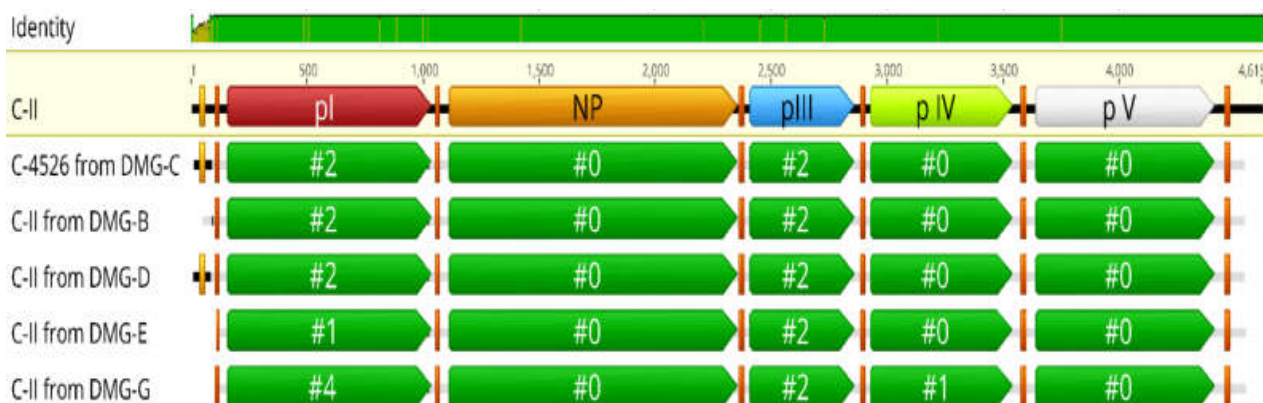 Identity
1 500 1,000 1,500 2,000 2,500 3,000 3,500 4,000 4,615
C-II pI NP pIII p IV p V
C-4526 from DMG-C #2 #0 #2 #0 #0
C-II from DMG-B #2 #0 #2 #0 #0
C-II from DMG-D #2 #0 #2 #0 #0
C-II from DMG-E #1 #0 #2 #0 #0
C-II from DMG-G #4 #0 #2 #1 #0